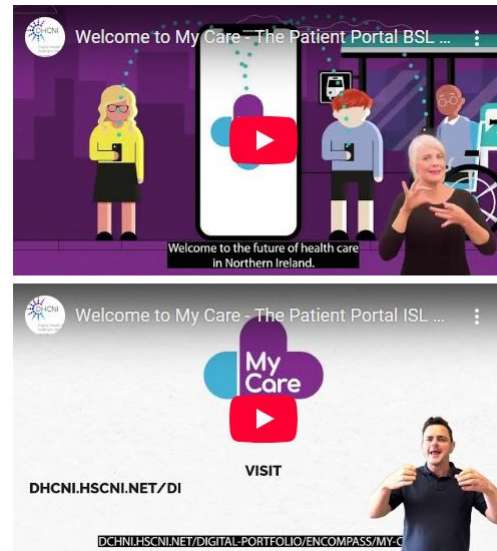 DHCNI
Welcome to My Care - The Patient Portal BSL ...
Welcome to the future of health care
in Northern Ireland.
DHCNI
Welcome to My Care - The Patient Portal ISL ...
My
Care
VISIT
DHCNI.HSCNI.NET/DI
DCHNI.HSCNI.NET/DIGITAL-PORTFOLIO/ENCOMPASS/MY-C